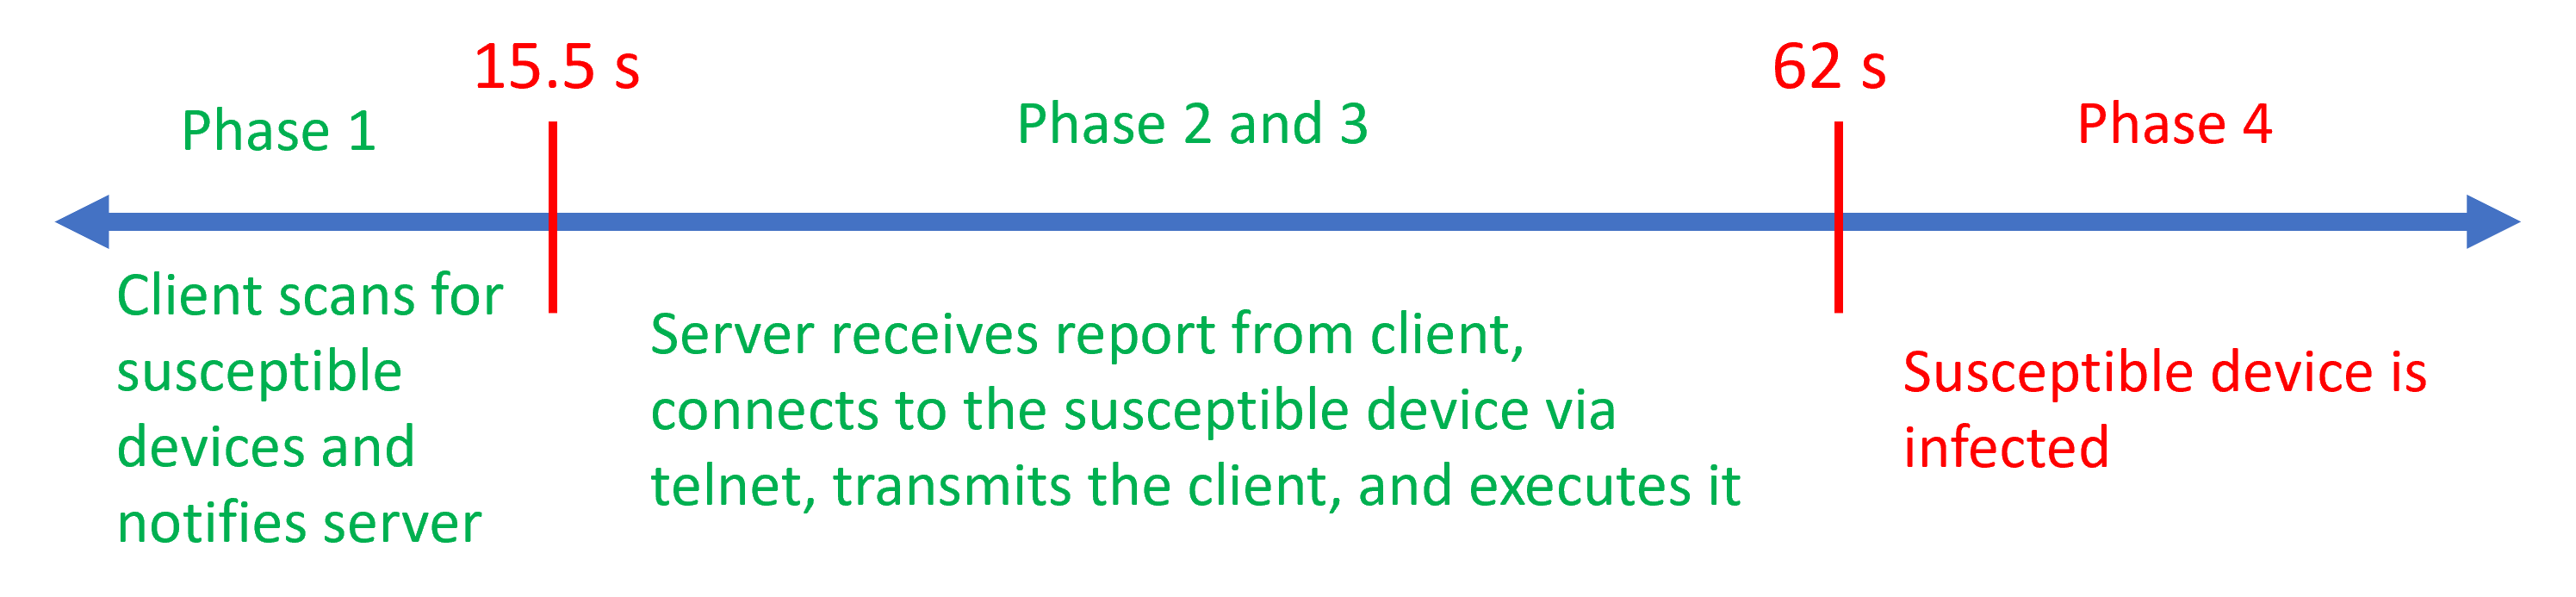 15.5 s
62 s
Phase 1
Phase 2 and 3
Phase 4
Client scans for
susceptible
devices and
notifies server
Server receives report from client,
connects to the susceptible device via
telnet, transmits the client, and executes it
Susceptible device is
infected